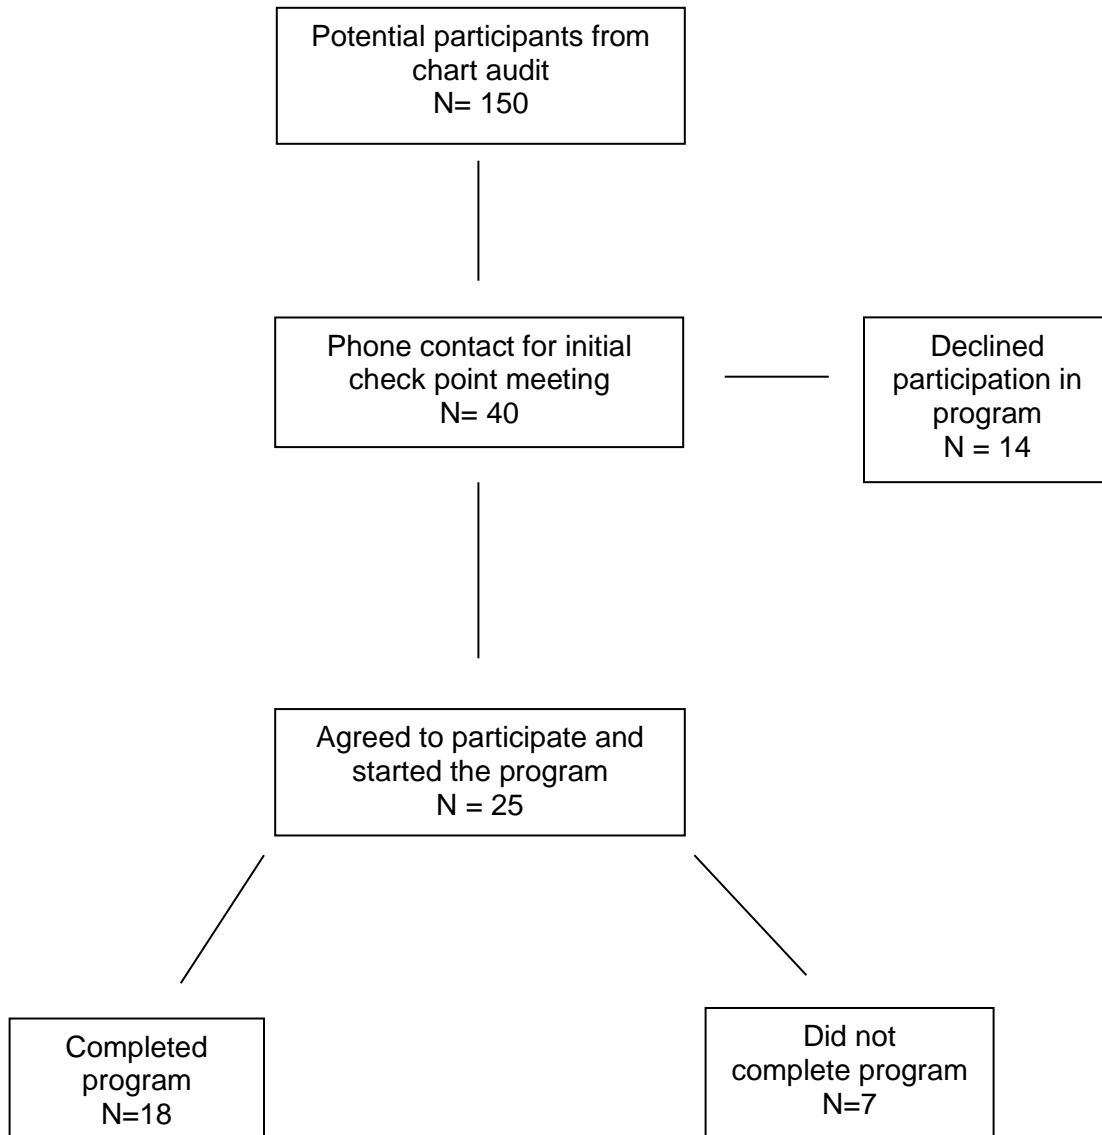 Potential participants from
chart audit
N= 150
Phone contact for initial
check point meeting
N= 40
Declined
participation in
program
N = 14
Agreed to participate and
started the program
N = 25
Completed
program
N=18
Did not
complete program
N=7